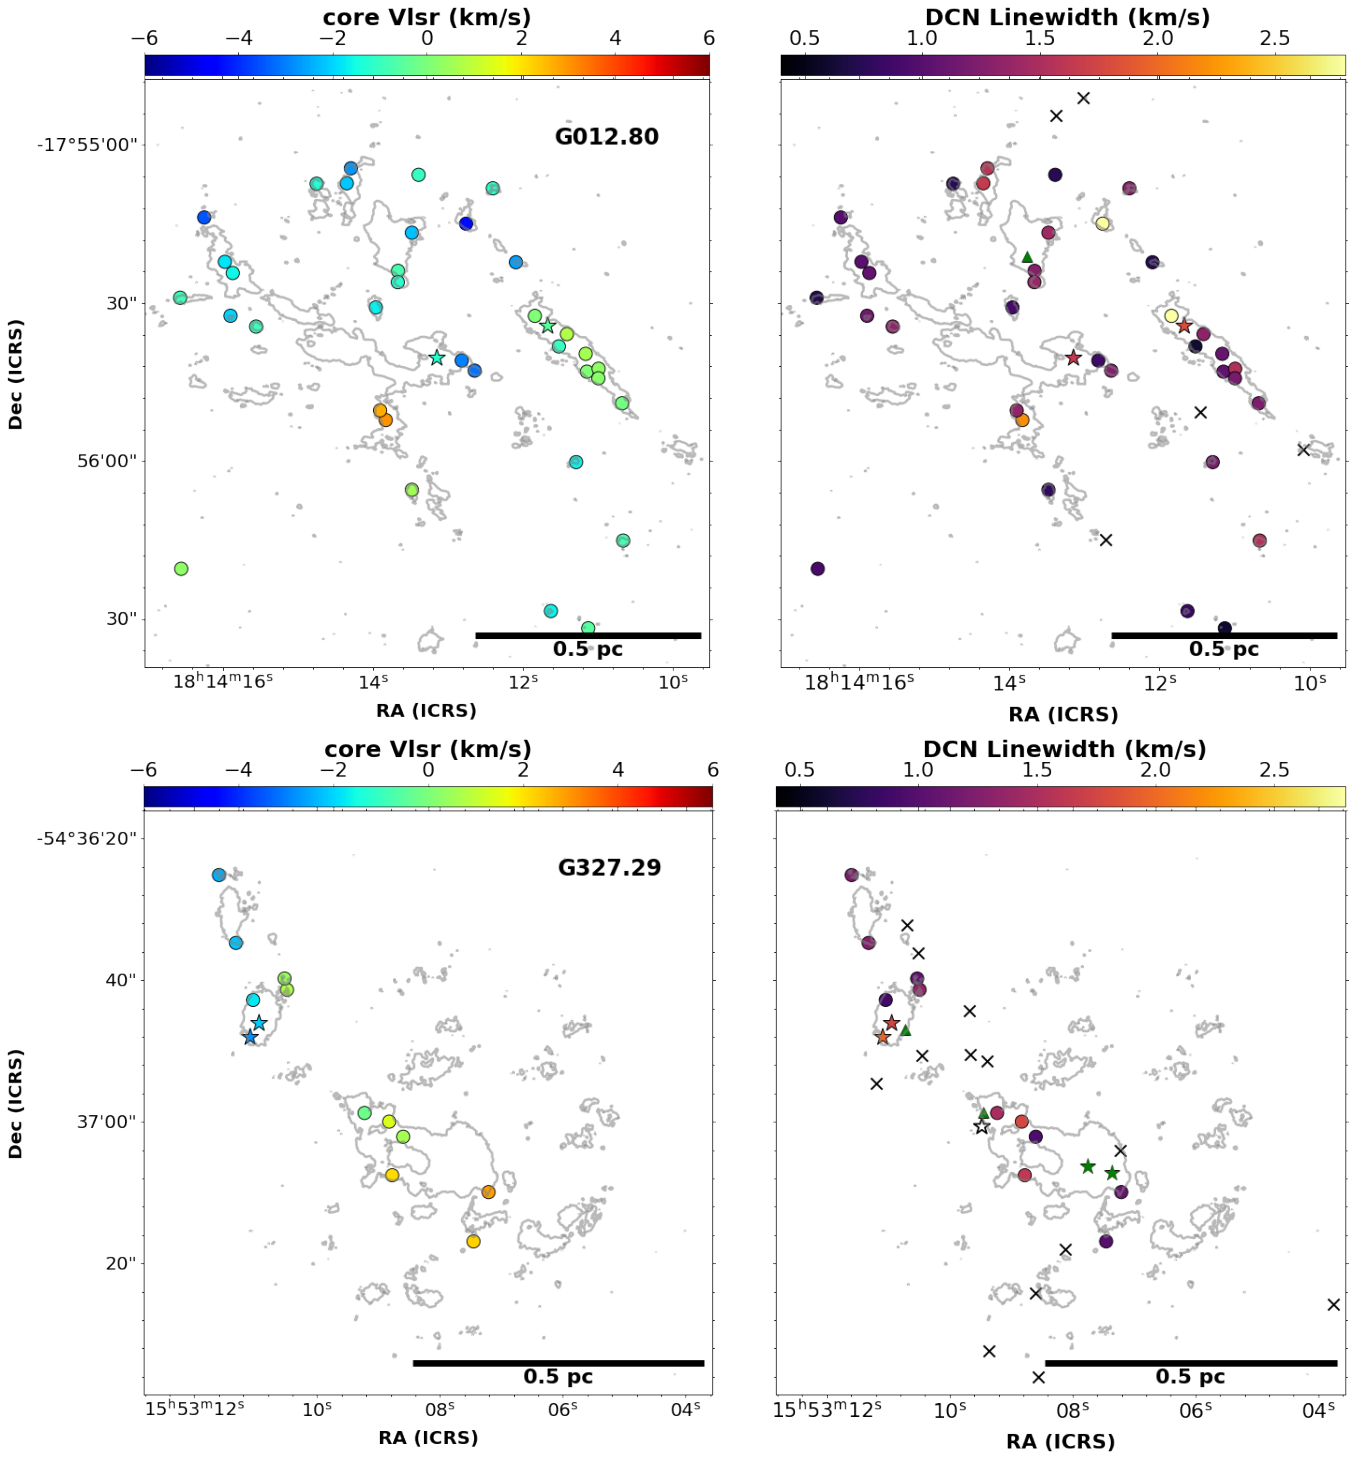 core Vlsr (km/s)
−6 −4 −2 0 2 4 6
DCN Linewidth (km/s)
0.5 1.0 1.5 2.0 2.5
G012.80
-17°55'00"
30"
56'00"
30"
Dec (ICRS)
0.5 pc
0.5 pc
18ʰ14ᵐ16ˢ 14ˢ 12ˢ 10ˢ
RA (ICRS)
18ʰ14ᵐ16ˢ 14ˢ 12ˢ 10ˢ
RA (ICRS)
core Vlsr (km/s)
−6 −4 −2 0 2 4 6
DCN Linewidth (km/s)
0.5 1.0 1.5 2.0 2.5
G327.29
-54°36'20"
40"
37'00"
20"
Dec (ICRS)
0.5 pc
0.5 pc
15ʰ53ᵐ12ˢ 10ˢ 08ˢ 06ˢ 04ˢ
RA (ICRS)
15ʰ53ᵐ12ˢ 10ˢ 08ˢ 06ˢ 04ˢ
RA (ICRS)